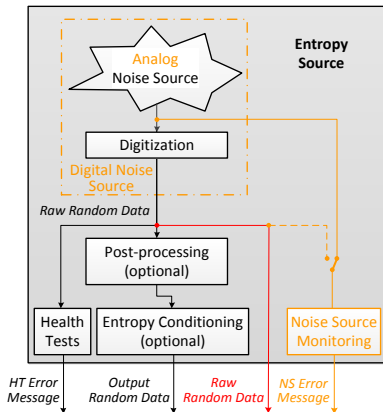 Entropy
Source
Analog
Noise Source
Digitization
Digital Noise
Source
Raw Random Data
Post-processing
(optional)
Health
Tests
Entropy Conditioning
(optional)
Noise Source
Monitoring
HT Error
Message
Output
Random Data
Raw
Random Data
NS Error
Message